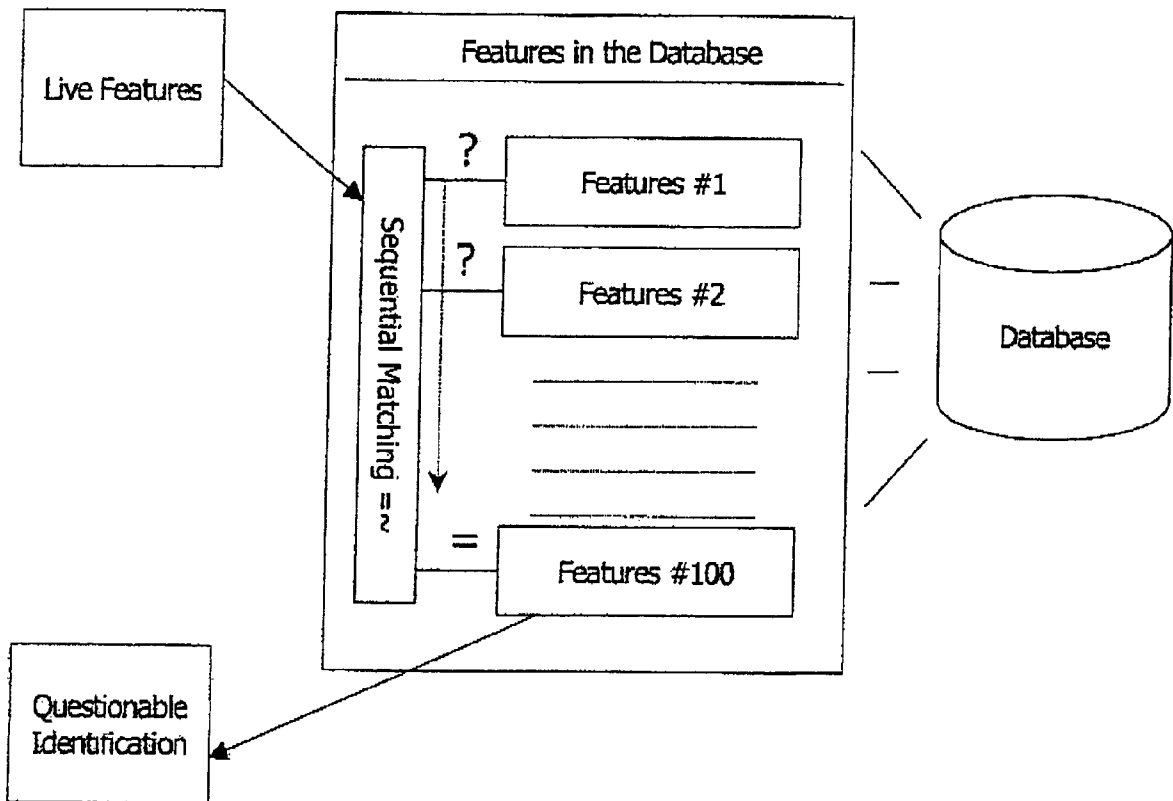 Features in the Database
Live Features
?
Features #1
Sequential Matching =~
?
Features #2
Database
=
Features #100
Questionable
Identification